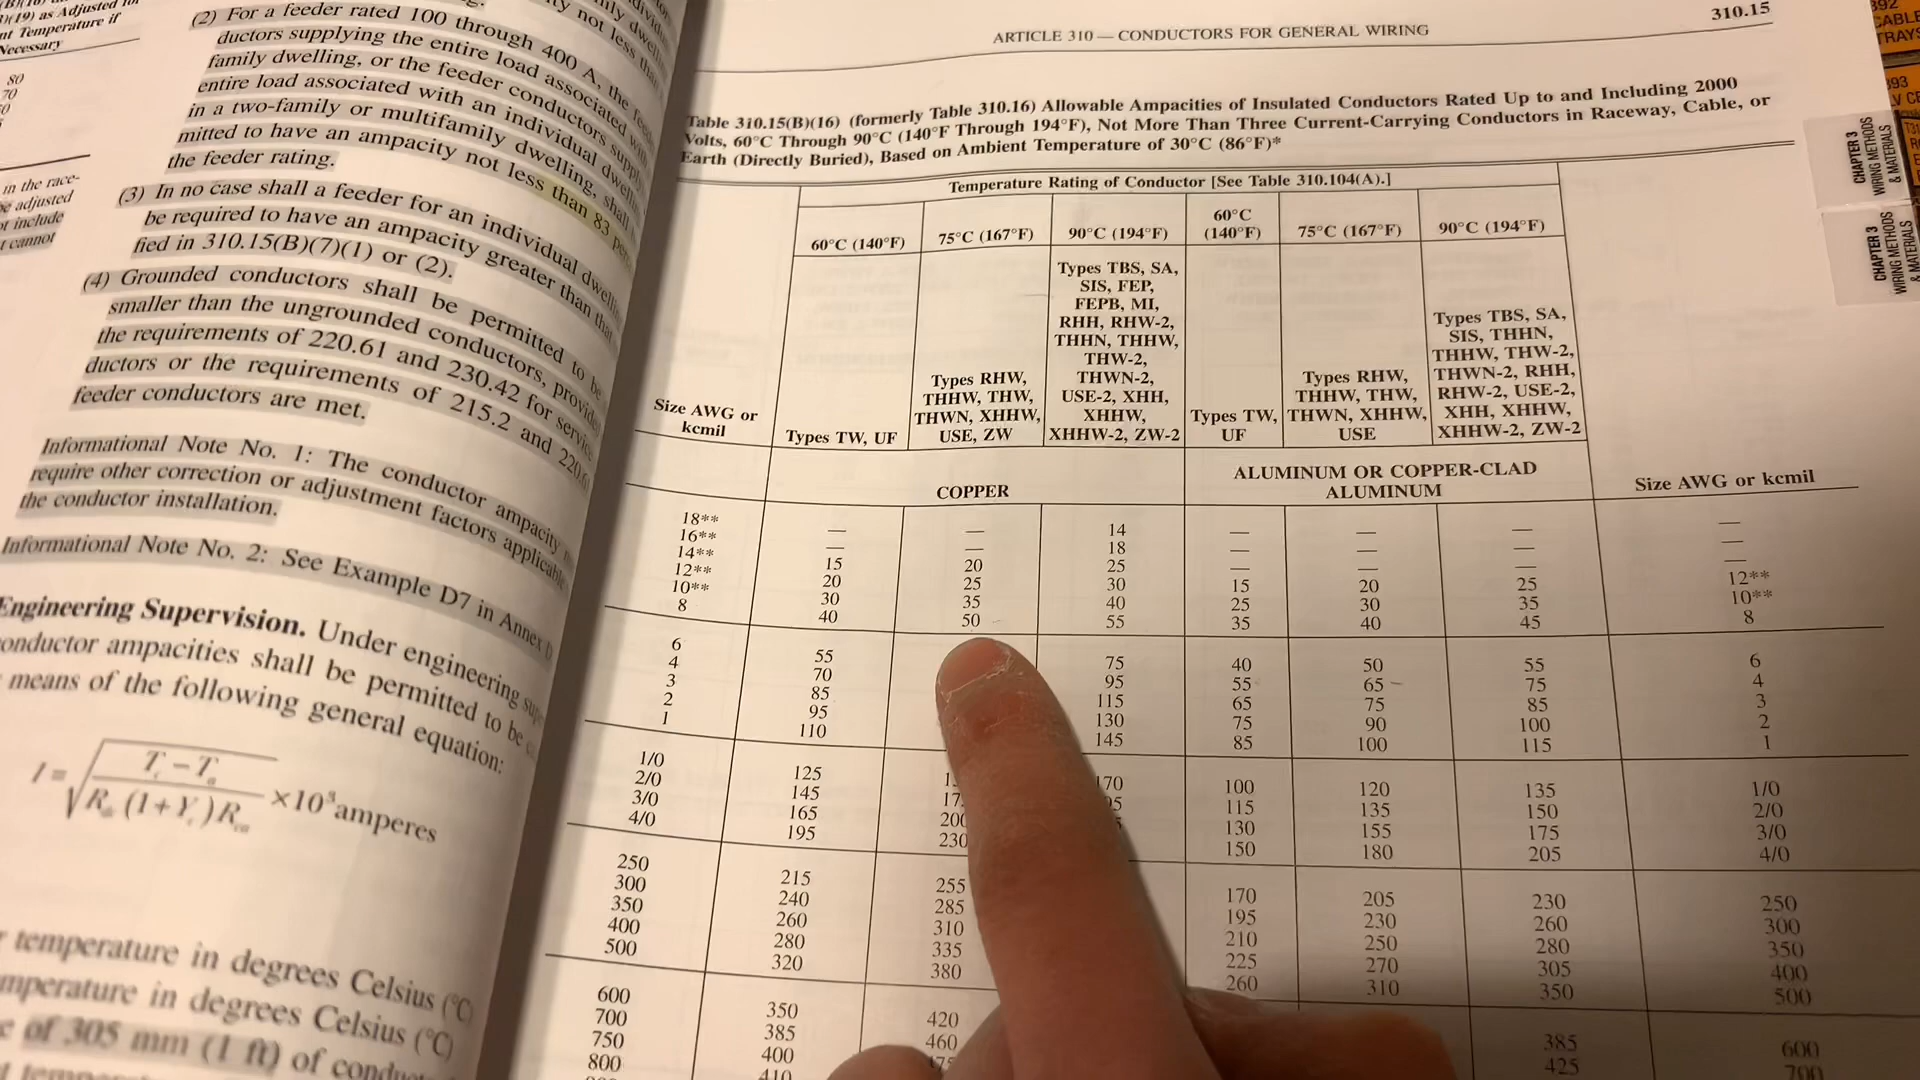 (19) as Adjusted for
nt Temperature if
Necessary
80
70
in the race-
be adjusted
ot include
t cannot
(2) For a feeder rated 100 through 400 A, the
ductors supplying the entire load associated
family dwelling, or the feeder conductors
entire load associated with an individual
in a two-family or multifamily dwelling, shall
mitted to have an ampacity not less than 83
the feeder rating.
(3) In no case shall a feeder for an individual
be required to have an ampacity greater than
fied in 310.15(B)(7)(1) or (2).
(4) Grounded conductors shall be permitted to be
smaller than the ungrounded conductors,
the requirements of 220.61 and 230.42 for
ductors or the requirements of 215.2 and
feeder conductors are met.
Informational Note No. 1: The conductor ampacity
require other correction or adjustment factors
the conductor installation.
Informational Note No. 2: See Example D7 in Annex
Engineering Supervision. Under engineering
onductor ampacities shall be permitted to be
means of the following general equation:
temperature in degrees Celsius (°C)
mperature in degrees Celsius (°C)
of 305 mm (1 ft) of
ARTICLE 310 — CONDUCTORS FOR GENERAL WIRING
310.15
Table 310.15(B)(16) (formerly Table 310.16) Allowable Ampacities of Insulated Conductors Rated Up to and Including 2000
Volts, 60°C Through 90°C (140°F Through 194°F), Not More Than Three Current-Carrying Conductors in Raceway, Cable, or
Earth (Directly Buried), Based on Ambient Temperature of 30°C (86°F)*
Temperature Rating of Conductor [See Table 310.104(A).]
60°C (140°F) 75°C (167°F) 90°C (194°F) 60°C (140°F) 75°C (167°F) 90°C (194°F)
Size AWG or
kcmil
Types TW, UF
Types RHW,
THHW, THW,
THWN, XHHW,
USE, ZW
Types TBS, SA,
SIS, FEP,
FEPB, MI,
RHH, RHW-2,
THHN, THHW,
THW-2,
THWN-2,
USE-2, XHH,
XHHW,
XHHW-2, ZW-2
Types TW,
UF
Types RHW,
THHW, THW,
THWN, XHHW,
USE
Types TBS, SA,
SIS, THHN,
THHW, THW-2,
THWN-2, RHH,
RHW-2, USE-2,
XHH, XHHW,
XHHW-2, ZW-2
COPPER
ALUMINUM OR COPPER-CLAD
ALUMINUM
Size AWG or kcmil
18** — — 14 — — — —
16** — — 18 — — — —
14** 15 20 25 — — — —
12** 20 25 30 15 20 25 12**
10** 30 35 40 25 30 35 10**
8 40 50 55 35 40 45 8
6 55 75 40 50 55 6
4 70 95 55 65 75 4
3 85 115 65 75 85 3
2 95 130 75 90 100 2
1 110 145 85 100 115 1
1/0 125 170 100 120 135 1/0
2/0 145 115 135 150 2/0
3/0 165 200 130 155 175 3/0
4/0 195 230 150 180 205 4/0
250 215 255 170 205 230 250
300 240 285 195 230 260 300
350 260 310 210 250 280 350
400 280 335 225 270 305 400
500 320 380 260 310 350 500
600 350 420 385 600
700 385 460 425 700
750 400
800 410
CHAPTER 3
WIRING METHODS
& MATERIALS
CHAPTER 3
WIRING METHODS
& MATERIALS
392
CABLE
TRAYS